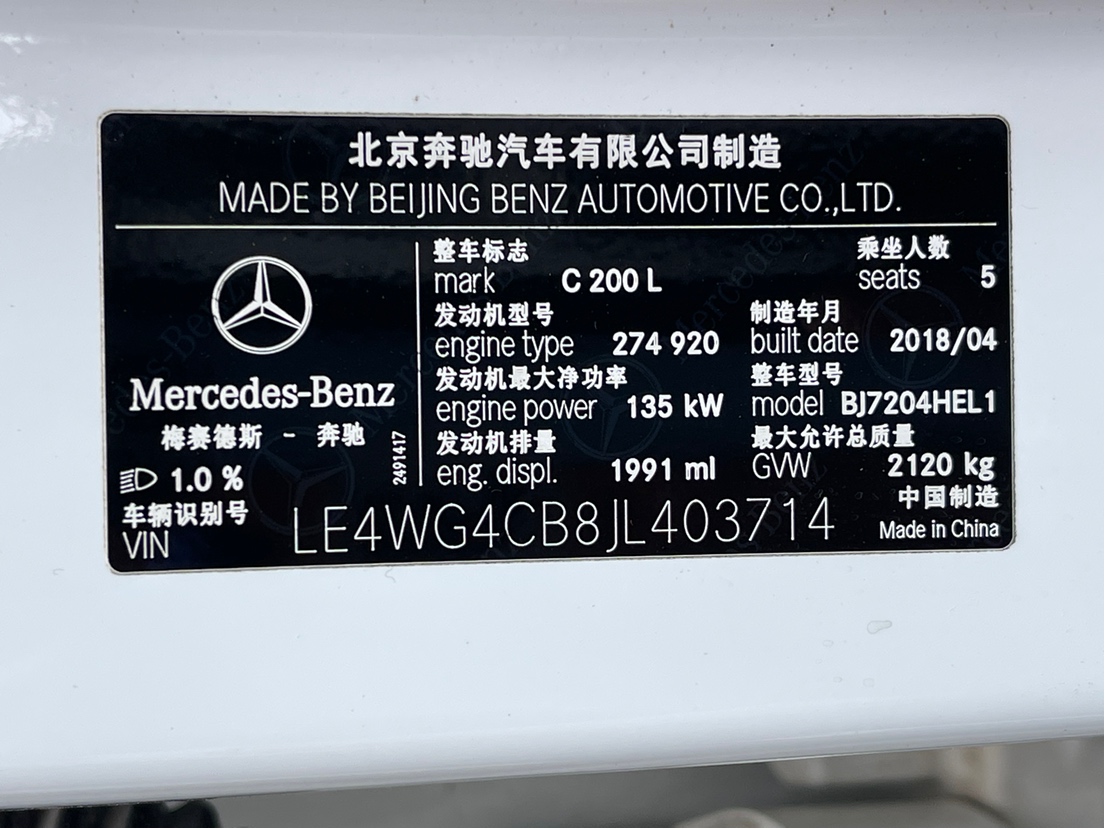 北京奔驰汽车有限公司制造
MADE BY BEIJING BENZ AUTOMOTIVE CO.,LTD.
Mercedes-Benz
梅赛德斯 - 奔驰
1.0 %
2491417
整车标志
mark C 200 L
乘坐人数
seats 5
发动机型号
engine type 274 920
制造年月
built date 2018/04
发动机最大净功率
engine power 135 kW
整车型号
model BJ7204HEL1
发动机排量
eng. displ. 1991 ml
最大允许总质量
GVW 2120 kg
车辆识别号
VIN LE4WG4CB8JL403714
中国制造
Made in China